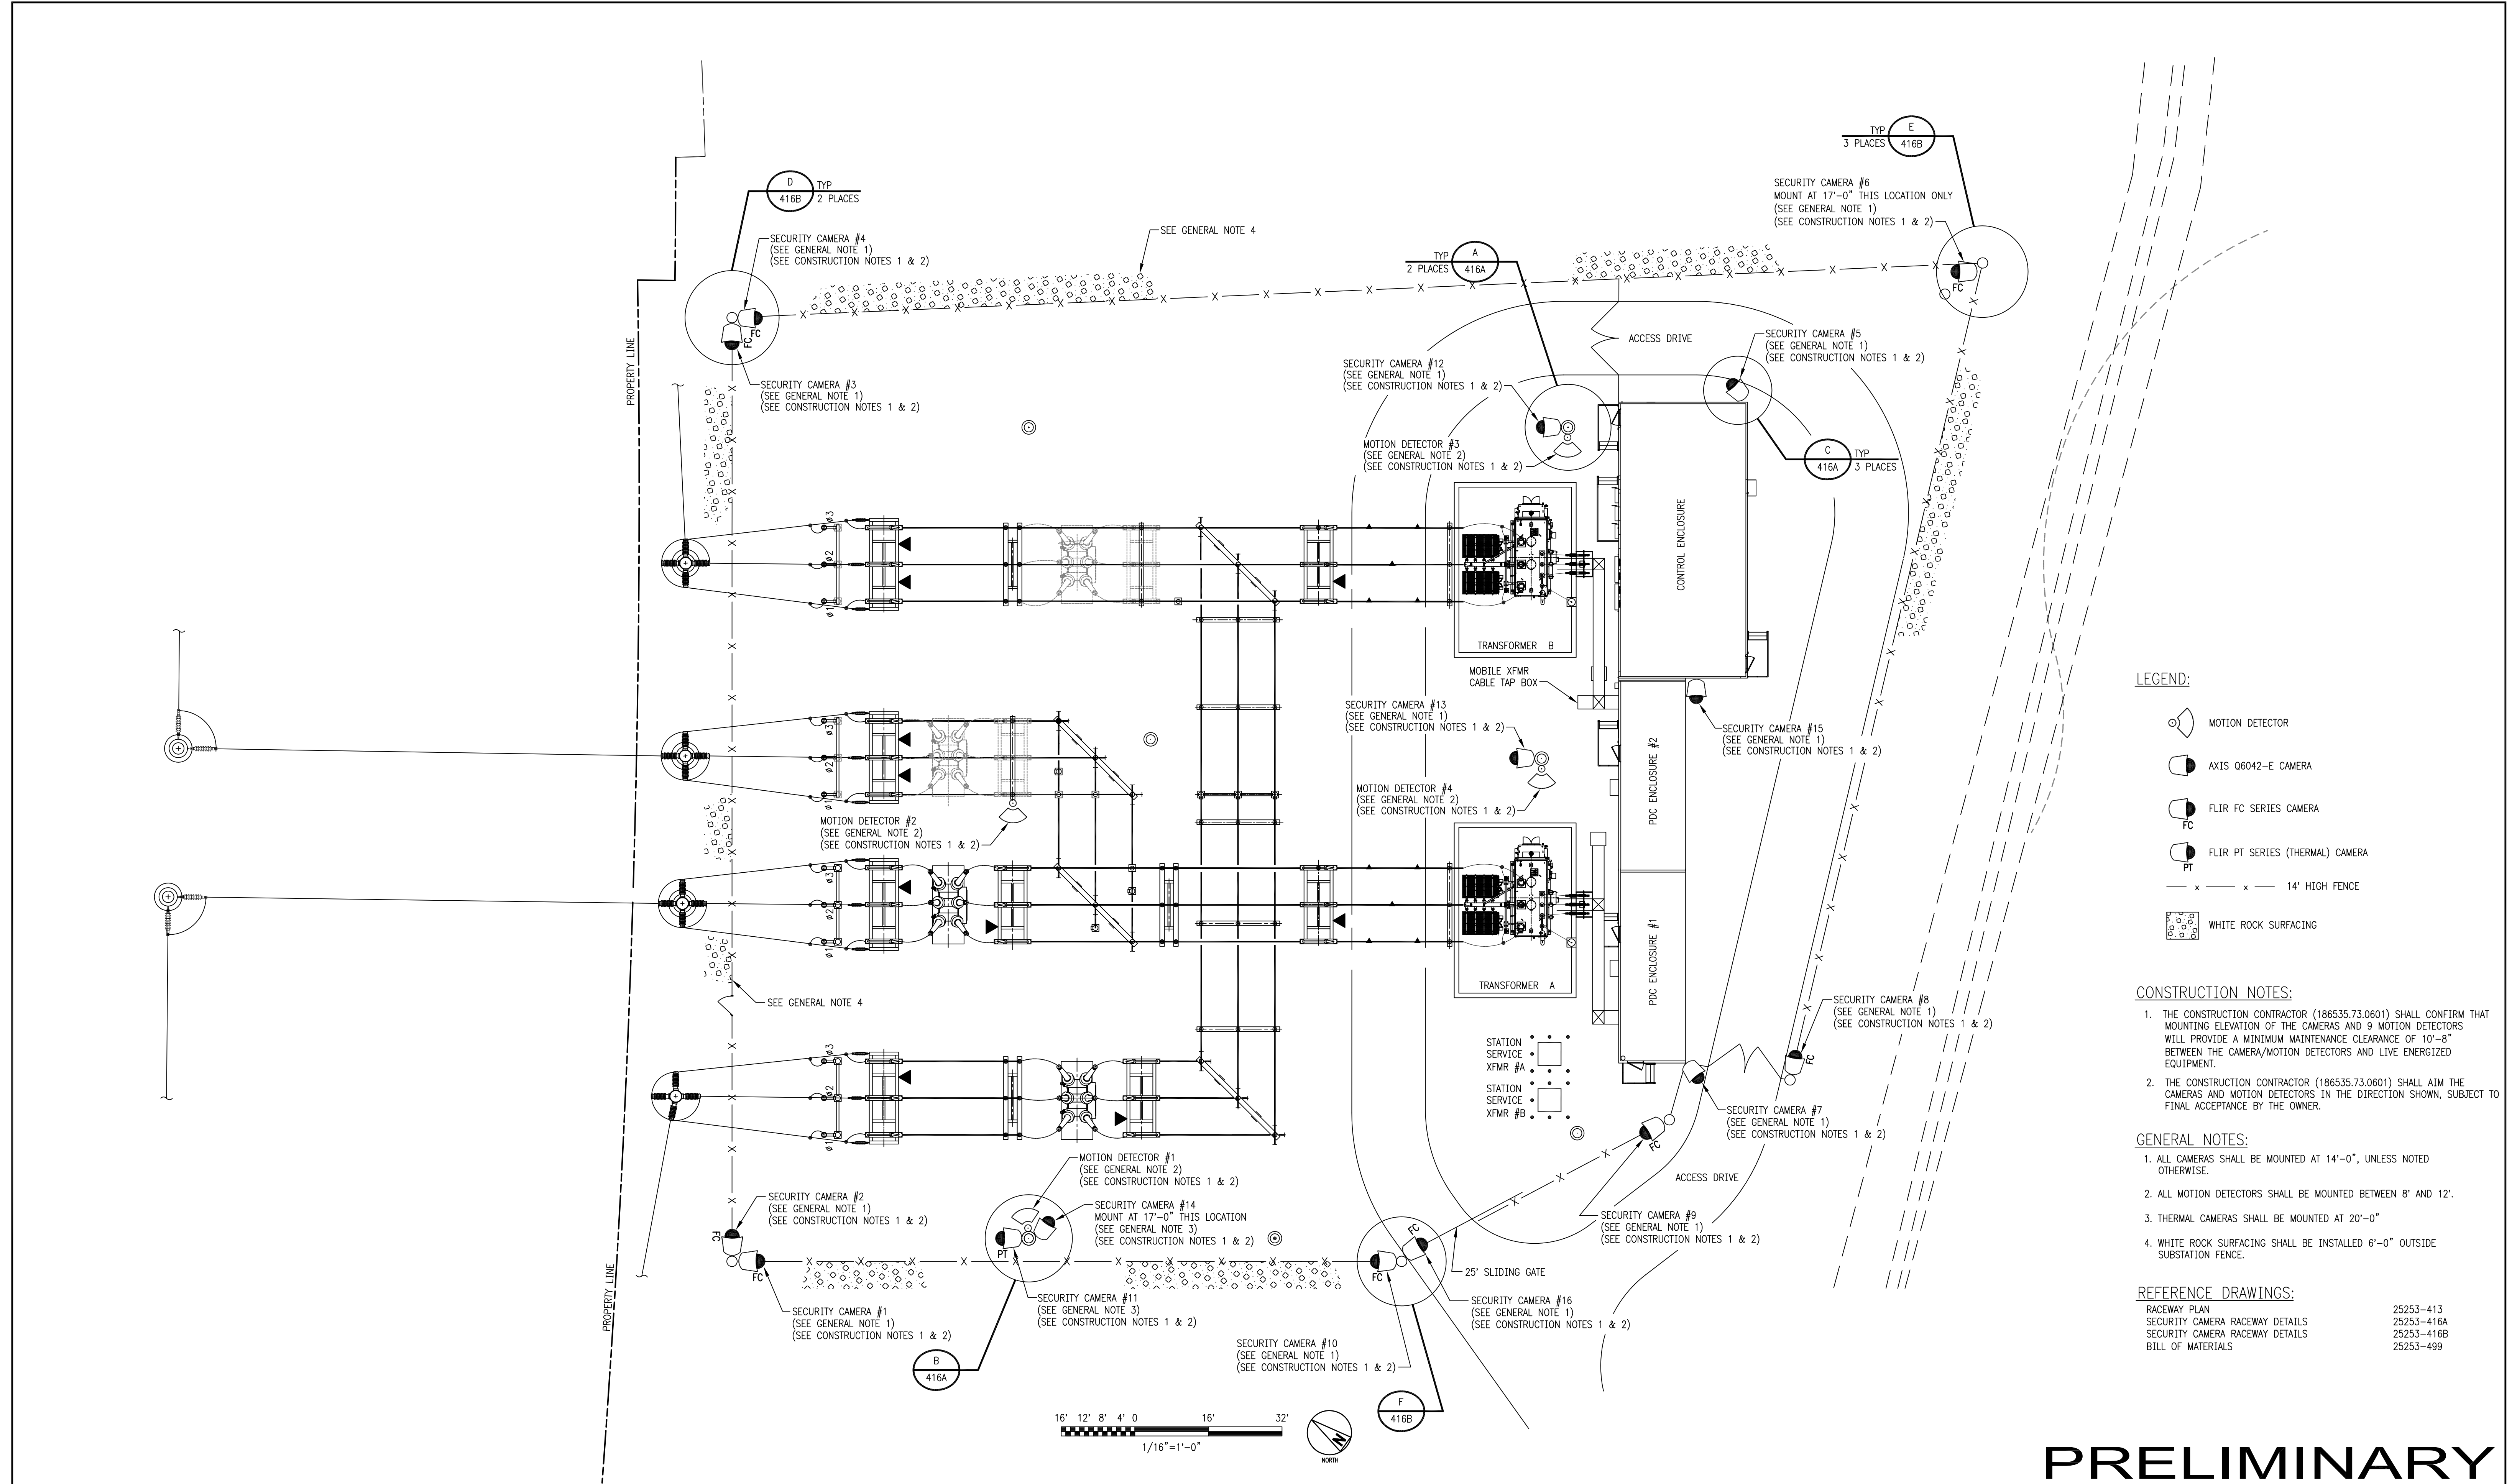 E
TYP
3 PLACES
416B
SECURITY CAMERA #6
MOUNT AT 17'-0" THIS LOCATION ONLY
(SEE GENERAL NOTE 1)
(SEE CONSTRUCTION NOTES 1 & 2)
FC
D
TYP
416B
2 PLACES
SECURITY CAMERA #4
(SEE GENERAL NOTE 1)
(SEE CONSTRUCTION NOTES 1 & 2)
FC
FC
SEE GENERAL NOTE 4
A
TYP
2 PLACES
416A
SECURITY CAMERA #3
(SEE GENERAL NOTE 1)
(SEE CONSTRUCTION NOTES 1 & 2)
PROPERTY LINE
ACCESS DRIVE
SECURITY CAMERA #5
(SEE GENERAL NOTE 1)
(SEE CONSTRUCTION NOTES 1 & 2)
SECURITY CAMERA #12
(SEE GENERAL NOTE 1)
(SEE CONSTRUCTION NOTES 1 & 2)
MOTION DETECTOR #3
(SEE GENERAL NOTE 2)
(SEE CONSTRUCTION NOTES 1 & 2)
C
TYP
416A
3 PLACES
CONTROL ENCLOSURE
ø3
ø2
ø1
TRANSFORMER B
MOBILE XFMR
CABLE TAP BOX
SECURITY CAMERA #13
(SEE GENERAL NOTE 1)
(SEE CONSTRUCTION NOTES 1 & 2)
SECURITY CAMERA #15
(SEE GENERAL NOTE 1)
(SEE CONSTRUCTION NOTES 1 & 2)
PDC ENCLOSURE #2
ø3
ø2
ø1
MOTION DETECTOR #4
(SEE GENERAL NOTE 2)
(SEE CONSTRUCTION NOTES 1 & 2)
MOTION DETECTOR #2
(SEE GENERAL NOTE 2)
(SEE CONSTRUCTION NOTES 1 & 2)
ø3
ø2
ø1
PDC ENCLOSURE #1
TRANSFORMER A
SEE GENERAL NOTE 4
SECURITY CAMERA #8
(SEE GENERAL NOTE 1)
(SEE CONSTRUCTION NOTES 1 & 2)
FC
STATION
SERVICE
XFMR #A
STATION
SERVICE
XFMR #B
ø3
ø2
ø1
SECURITY CAMERA #7
(SEE GENERAL NOTE 1)
(SEE CONSTRUCTION NOTES 1 & 2)
FC
MOTION DETECTOR #1
(SEE GENERAL NOTE 2)
(SEE CONSTRUCTION NOTES 1 & 2)
ACCESS DRIVE
SECURITY CAMERA #2
(SEE GENERAL NOTE 1)
(SEE CONSTRUCTION NOTES 1 & 2)
FC
FC
SECURITY CAMERA #14
MOUNT AT 17'-0" THIS LOCATION
(SEE GENERAL NOTE 3)
(SEE CONSTRUCTION NOTES 1 & 2)
PT
SECURITY CAMERA #9
(SEE GENERAL NOTE 1)
(SEE CONSTRUCTION NOTES 1 & 2)
FC
FC
25' SLIDING GATE
PROPERTY LINE
SECURITY CAMERA #1
(SEE GENERAL NOTE 1)
(SEE CONSTRUCTION NOTES 1 & 2)
SECURITY CAMERA #11
(SEE GENERAL NOTE 3)
(SEE CONSTRUCTION NOTES 1 & 2)
SECURITY CAMERA #16
(SEE GENERAL NOTE 1)
(SEE CONSTRUCTION NOTES 1 & 2)
SECURITY CAMERA #10
(SEE GENERAL NOTE 1)
(SEE CONSTRUCTION NOTES 1 & 2)
B
416A
F
416B
16' 12' 8' 4' 0 16' 32'
1/16"=1'-0"
N
NORTH
LEGEND:
MOTION DETECTOR
AXIS Q6042-E CAMERA
FLIR FC SERIES CAMERA
FC
FLIR PT SERIES (THERMAL) CAMERA
PT
x x 14' HIGH FENCE
WHITE ROCK SURFACING
CONSTRUCTION NOTES:
1. THE CONSTRUCTION CONTRACTOR (186535.73.0601) SHALL CONFIRM THAT
MOUNTING ELEVATION OF THE CAMERAS AND 9 MOTION DETECTORS
WILL PROVIDE A MINIMUM MAINTENANCE CLEARANCE OF 10'-8"
BETWEEN THE CAMERA/MOTION DETECTORS AND LIVE ENERGIZED
EQUIPMENT.
2. THE CONSTRUCTION CONTRACTOR (186535.73.0601) SHALL AIM THE
CAMERAS AND MOTION DETECTORS IN THE DIRECTION SHOWN, SUBJECT TO
FINAL ACCEPTANCE BY THE OWNER.
GENERAL NOTES:
1. ALL CAMERAS SHALL BE MOUNTED AT 14'-0", UNLESS NOTED
OTHERWISE.
2. ALL MOTION DETECTORS SHALL BE MOUNTED BETWEEN 8' AND 12'.
3. THERMAL CAMERAS SHALL BE MOUNTED AT 20'-0"
4. WHITE ROCK SURFACING SHALL BE INSTALLED 6'-0" OUTSIDE
SUBSTATION FENCE.
REFERENCE DRAWINGS:
RACEWAY PLAN 25253-413
SECURITY CAMERA RACEWAY DETAILS 25253-416A
SECURITY CAMERA RACEWAY DETAILS 25253-416B
BILL OF MATERIALS 25253-499
PRELIMINARY